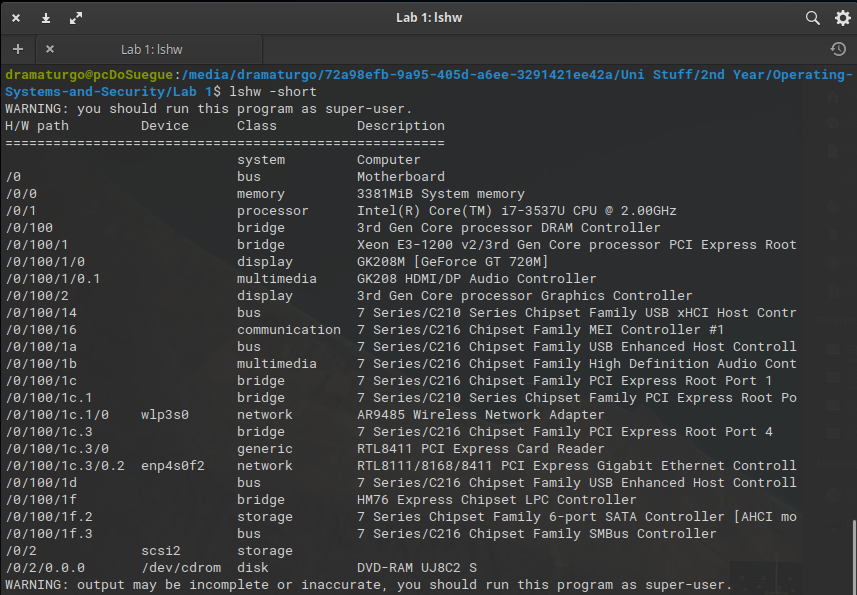 Lab 1: lshw
Lab 1: lshw
dramaturgo@pcDoSuegue:/media/dramaturgo/72a98efb-9a95-405d-a6ee-3291421ee42a/Uni Stuff/2nd Year/Operating-
Systems-and-Security/Lab 1$ lshw -short
WARNING: you should run this program as super-user.
H/W path         Device      Class          Description
=======================================================
                             system         Computer
/0                           bus            Motherboard
/0/0                         memory         3381MiB System memory
/0/1                         processor      Intel(R) Core(TM) i7-3537U CPU @ 2.00GHz
/0/100                       bridge         3rd Gen Core processor DRAM Controller
/0/100/1                     bridge         Xeon E3-1200 v2/3rd Gen Core processor PCI Express Root
/0/100/1/0                   display        GK208M [GeForce GT 720M]
/0/100/1/0.1                 multimedia     GK208 HDMI/DP Audio Controller
/0/100/2                     display        3rd Gen Core processor Graphics Controller
/0/100/14                    bus            7 Series/C210 Series Chipset Family USB xHCI Host Contr
/0/100/16                    communication  7 Series/C216 Chipset Family MEI Controller #1
/0/100/1a                    bus            7 Series/C216 Chipset Family USB Enhanced Host Controll
/0/100/1b                    multimedia     7 Series/C216 Chipset Family High Definition Audio Cont
/0/100/1c                    bridge         7 Series/C216 Chipset Family PCI Express Root Port 1
/0/100/1c.1                  bridge         7 Series/C210 Series Chipset Family PCI Express Root Po
/0/100/1c.1/0    wlp3s0      network        AR9485 Wireless Network Adapter
/0/100/1c.3                  bridge         7 Series/C216 Chipset Family PCI Express Root Port 4
/0/100/1c.3/0                generic        RTL8411 PCI Express Card Reader
/0/100/1c.3/0.2  enp4s0f2    network        RTL8111/8168/8411 PCI Express Gigabit Ethernet Controll
/0/100/1d                    bus            7 Series/C216 Chipset Family USB Enhanced Host Controll
/0/100/1f                    bridge         HM76 Express Chipset LPC Controller
/0/100/1f.2                  storage        7 Series Chipset Family 6-port SATA Controller [AHCI mo
/0/100/1f.3                  bus            7 Series/C216 Chipset Family SMBus Controller
/0/2             scsi2       storage
/0/2/0.0.0       /dev/cdrom  disk           DVD-RAM UJ8C2 S
WARNING: output may be incomplete or inaccurate, you should run this program as super-user.